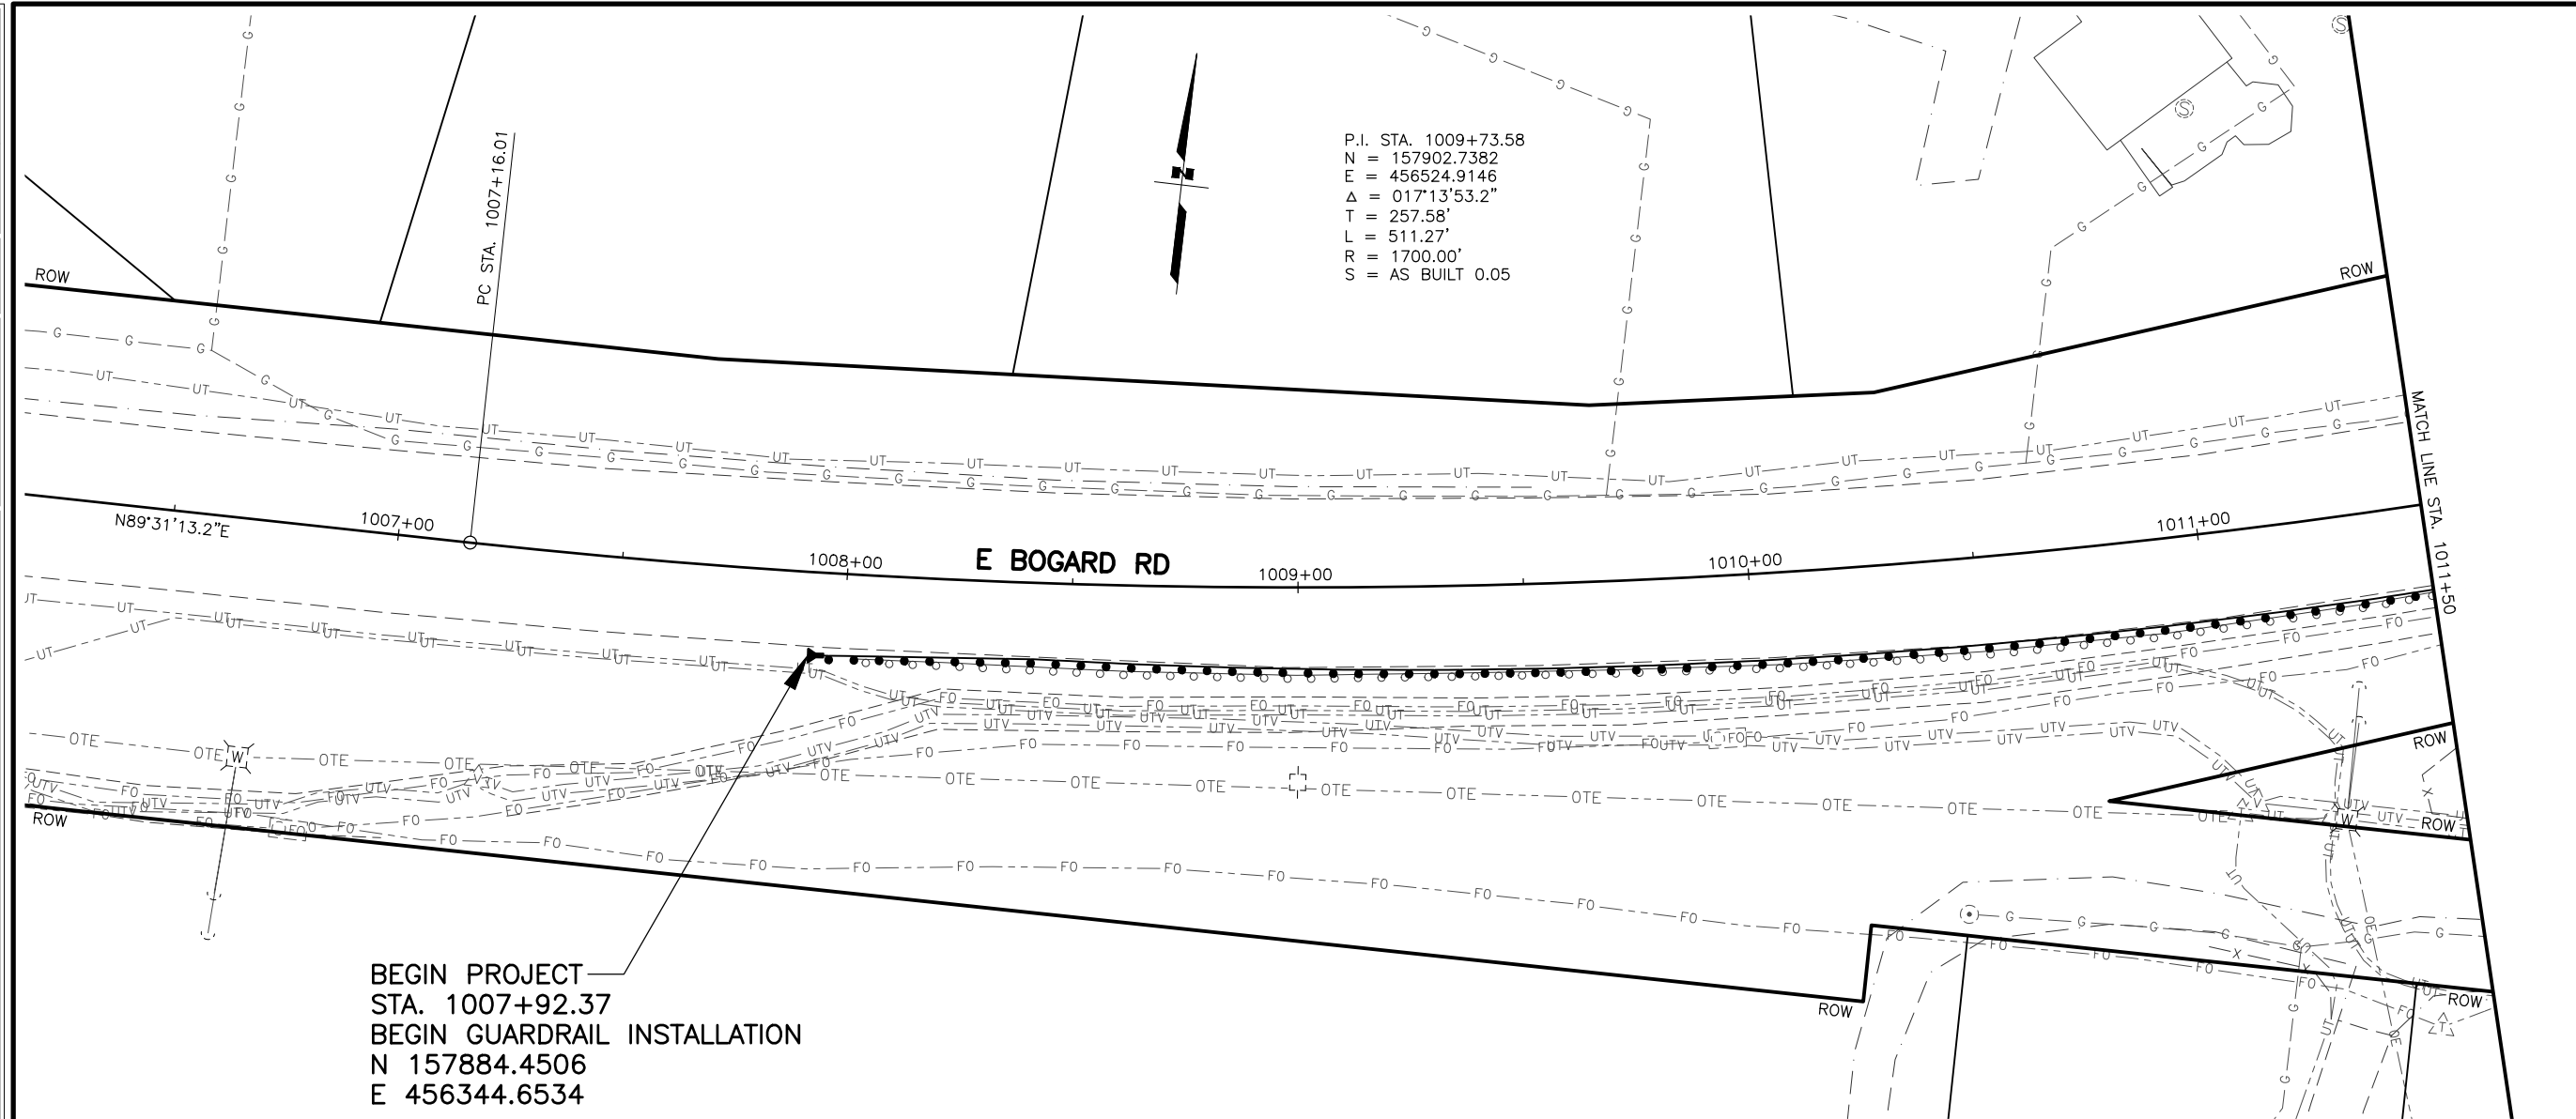 PC STA. 1007+16.01
P.I. STA. 1009+73.58
N = 157902.7382
E = 456524.9146
Δ = 017°13'53.2"
T = 257.58'
L = 511.27'
R = 1700.00'
S = AS BUILT 0.05
ROW
ROW
MATCH LINE STA. 1011+50
N89°31'13.2"E
1007+00
1008+00
E BOGARD RD
1009+00
1010+00
1011+00
ROW
ROW
ROW
ROW
ROW
BEGIN PROJECT
STA. 1007+92.37
BEGIN GUARDRAIL INSTALLATION
N 157884.4506
E 456344.6534